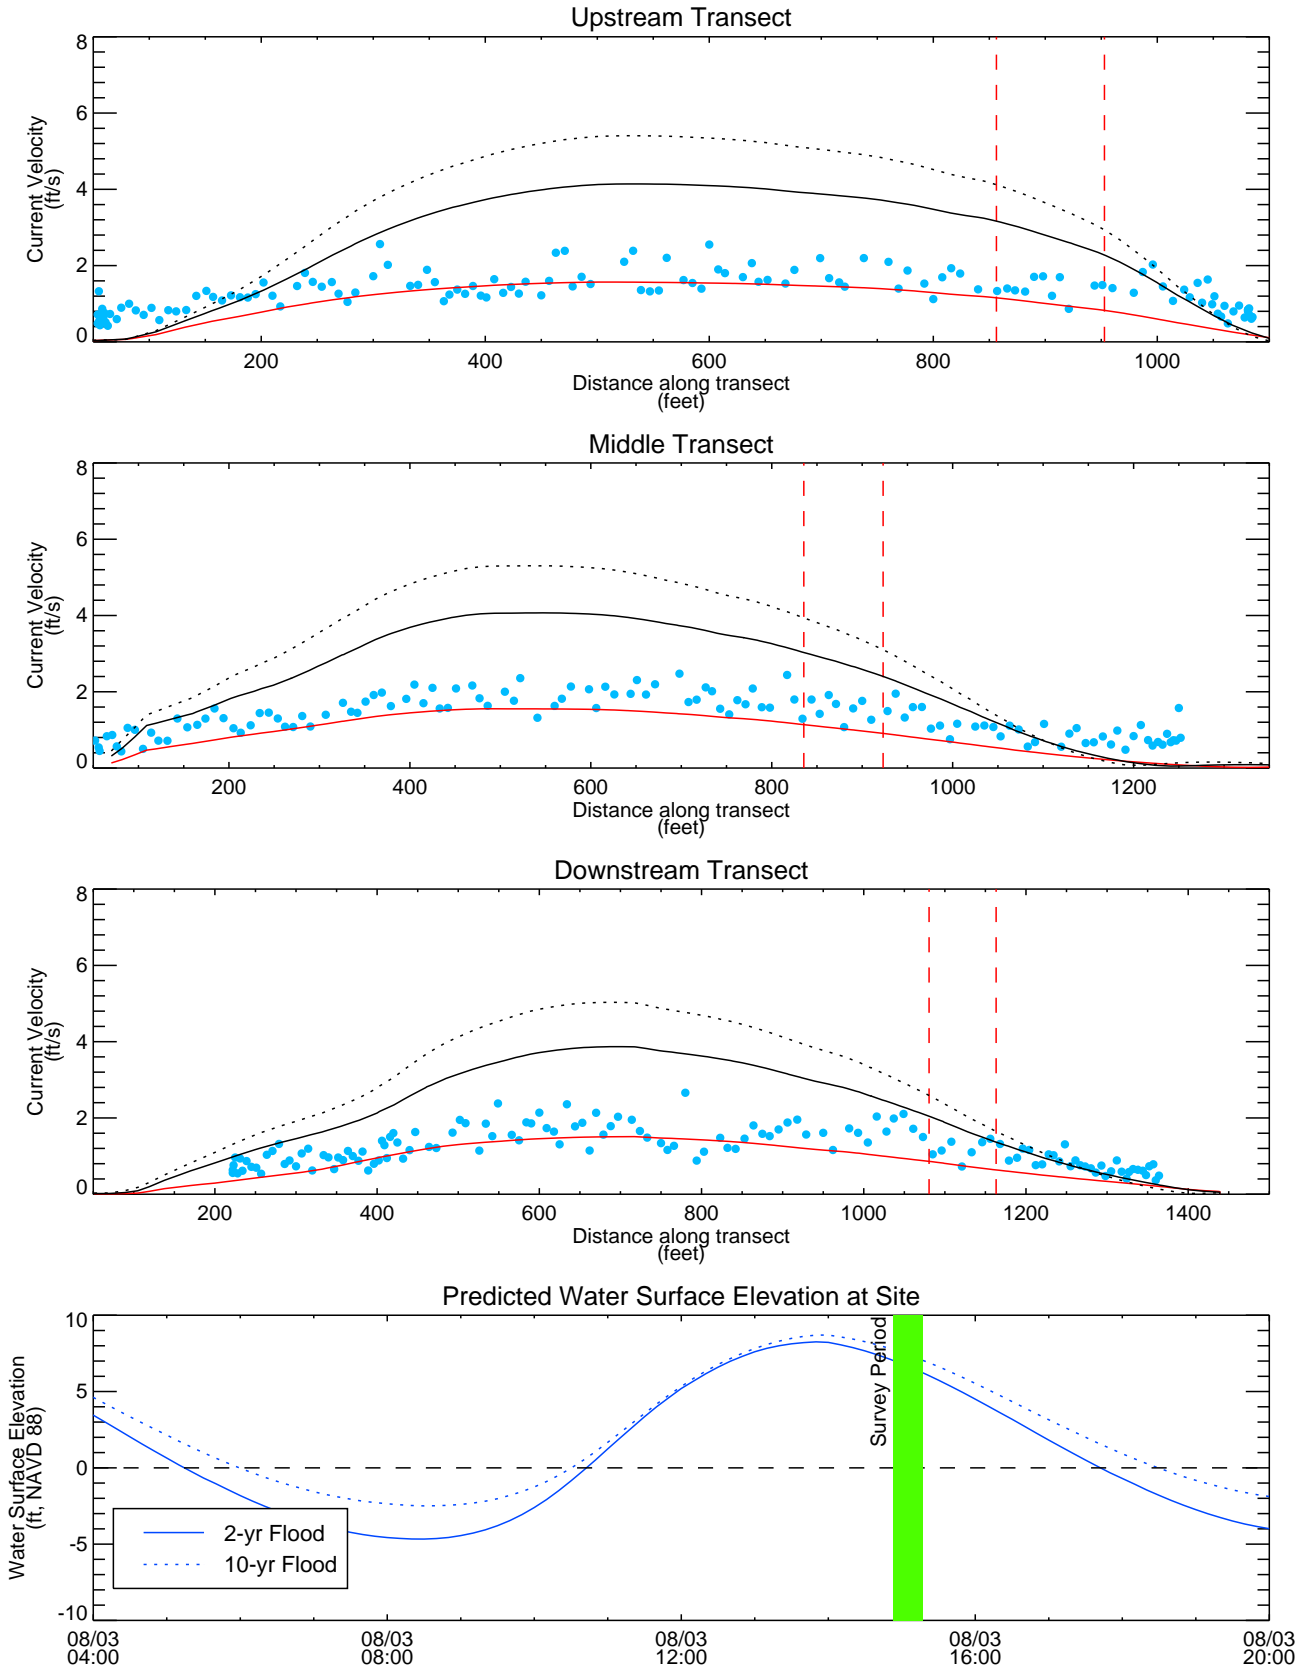 Upstream Transect
8
6
4
2
0
Current Velocity
(ft/s)
200
400
600
800
1000
Distance along transect
(feet)
Middle Transect
8
6
4
2
0
Current Velocity
(ft/s)
200
400
600
800
1000
1200
Distance along transect
(feet)
Downstream Transect
8
6
4
2
0
Current Velocity
(ft/s)
200
400
600
800
1000
1200
1400
Distance along transect
(feet)
Predicted Water Surface Elevation at Site
10
5
0
-5
-10
Water Surface Elevation
(ft, NAVD 88)
Survey Period
2-yr Flood
10-yr Flood
08/03
04:00
08/03
08:00
08/03
12:00
08/03
16:00
08/03
20:00